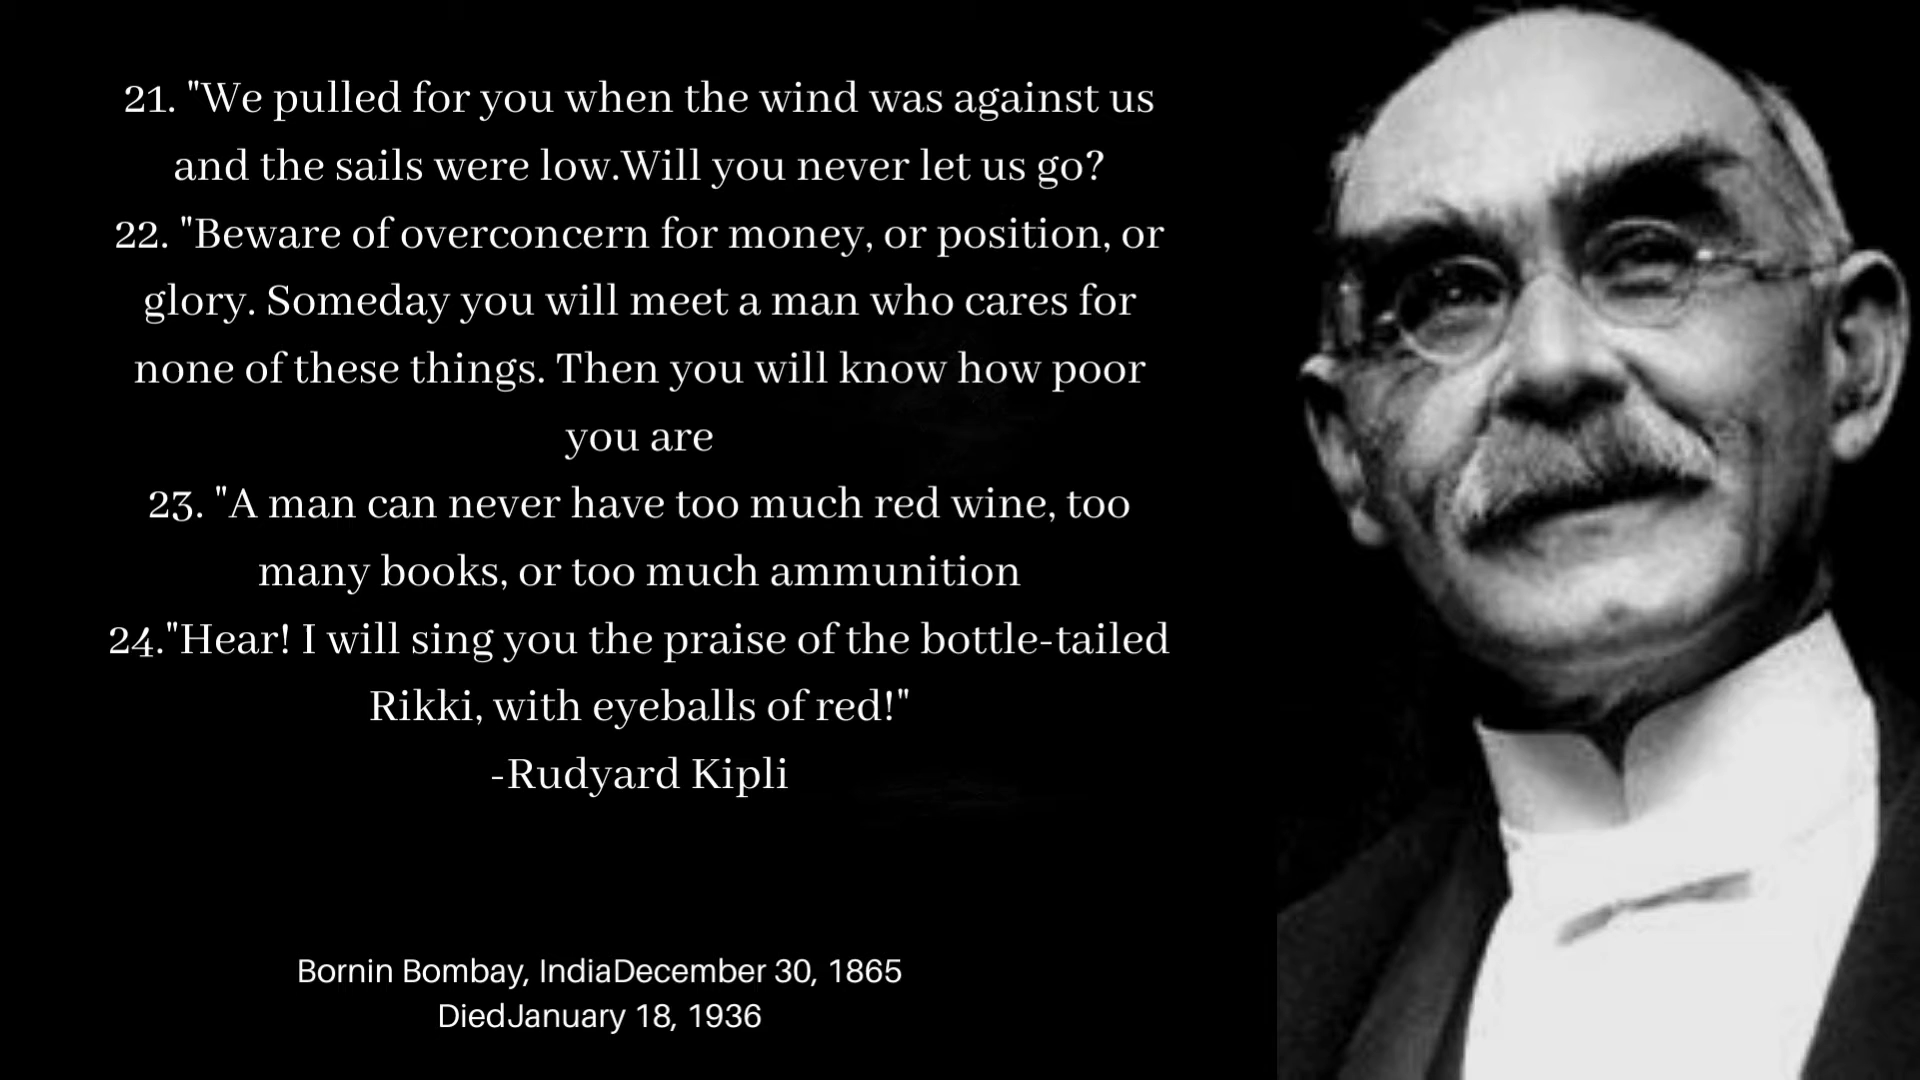 21. "We pulled for you when the wind was against us
and the sails were low.Will you never let us go?
22. "Beware of overconcern for money, or position, or
glory. Someday you will meet a man who cares for
none of these things. Then you will know how poor
you are
23. "A man can never have too much red wine, too
many books, or too much ammunition
24."Hear! I will sing you the praise of the bottle-tailed
Rikki, with eyeballs of red!"
-Rudyard Kipli
Bornin Bombay, IndiaDecember 30, 1865
DiedJanuary 18, 1936